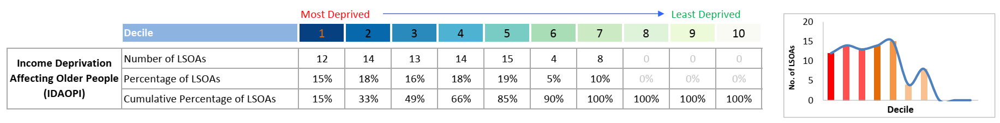 Most Deprived Least Deprived
Decile 1 2 3 4 5 6 7 8 9 10
Income Deprivation
Affecting Older People
(IDAOPI)
Number of LSOAs 12 14 13 14 15 4 8 0 0 0
Percentage of LSOAs 15% 18% 16% 18% 19% 5% 10% 0% 0% 0%
Cumulative Percentage of LSOAs 15% 33% 49% 66% 85% 90% 100% 100% 100% 100%
No. of LSOAs
20
15
10
5
0
Decile